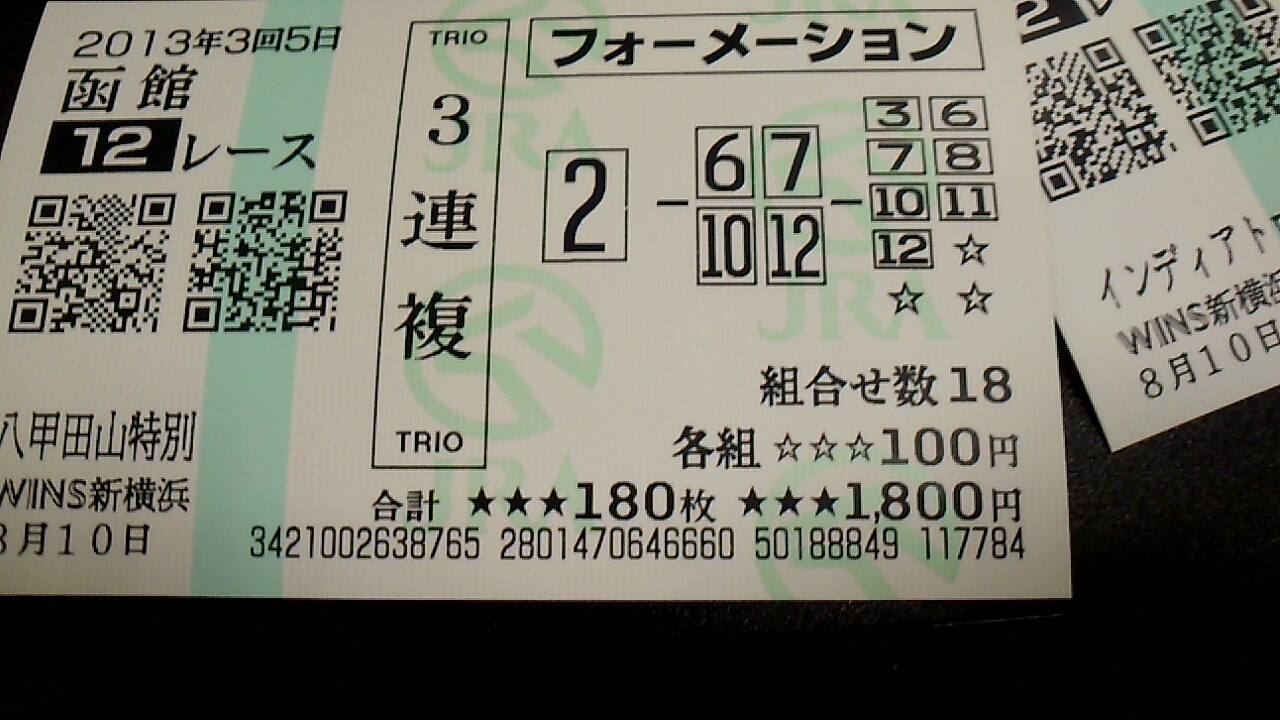 2013年3回5日
函館
12レース
八甲田山特別
WINS新横浜
8月10日
TRIO
3連複
TRIO
フォーメーション
2 - 6 7 10 12 - 3 6 7 8 10 11 12 ☆ ☆ ☆
組合せ数18
各組 ☆☆☆100円
合計 ★★★180枚 ★★★1,800円
3421002638765 2801470646660 50188849 117784
JRA
JRA
JRA
インディアト
WINS新横浜
8月10日